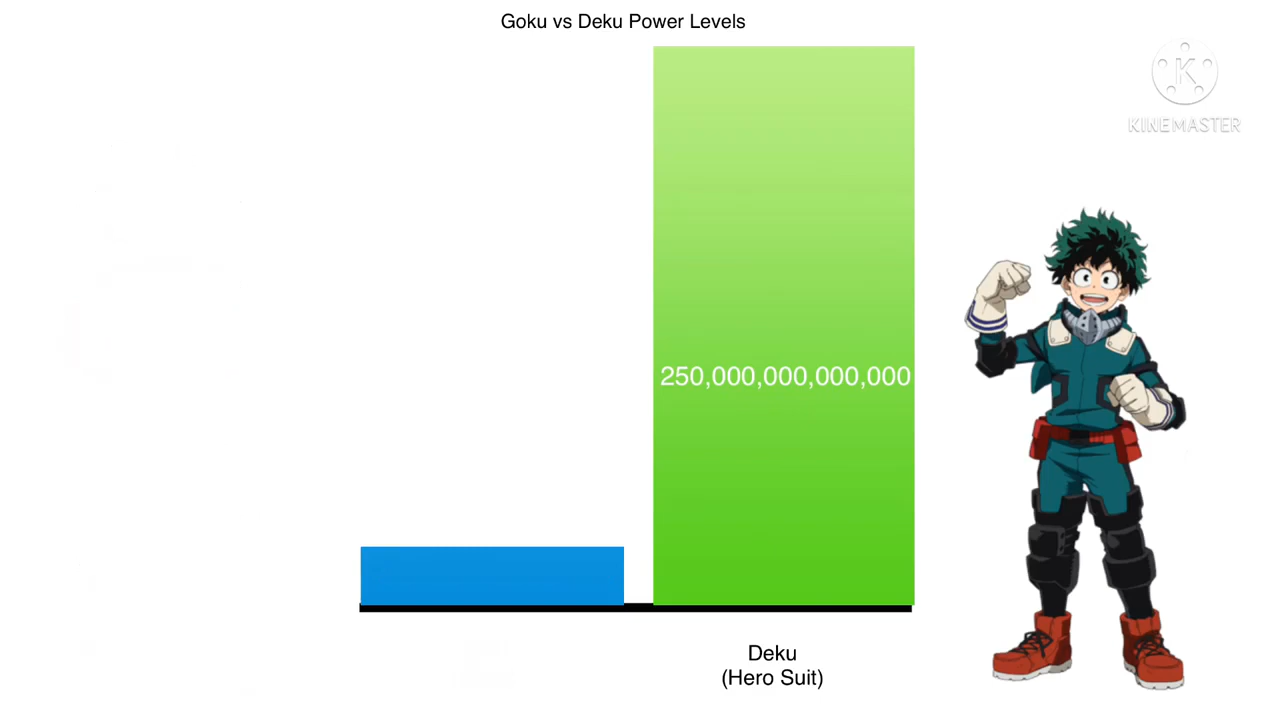 Goku vs Deku Power Levels
K
KINEMASTER
250,000,000,000,000
Deku
(Hero Suit)